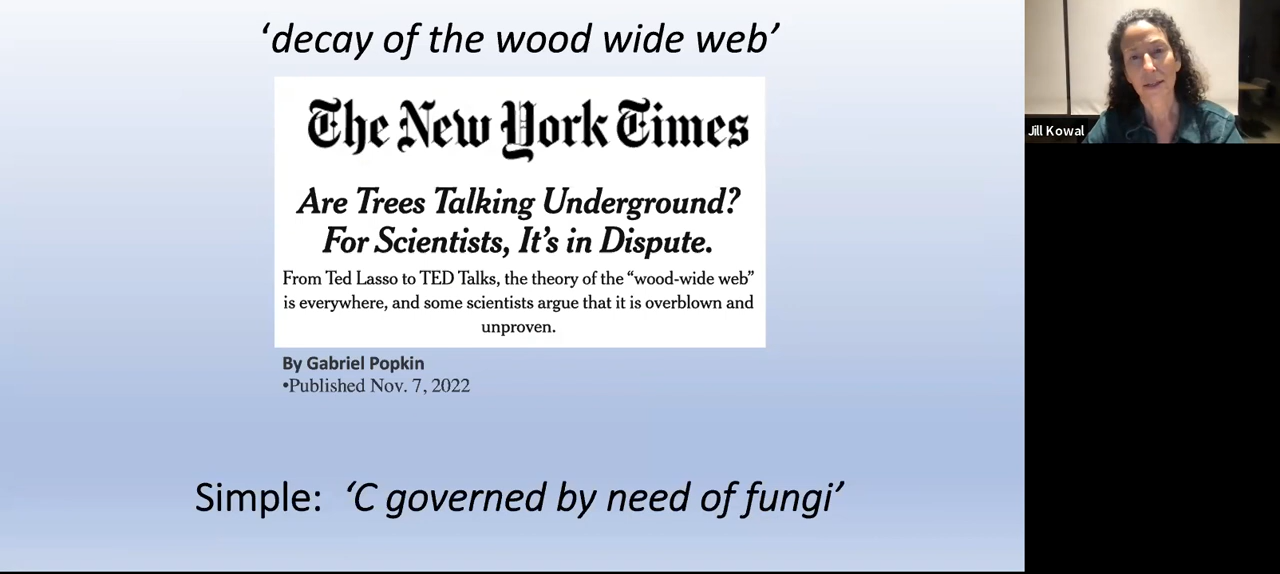 ‘decay of the wood wide web’
The New York Times
Are Trees Talking Underground?
For Scientists, It’s in Dispute.
From Ted Lasso to TED Talks, the theory of the “wood-wide web”
is everywhere, and some scientists argue that it is overblown and
unproven.
By Gabriel Popkin
•Published Nov. 7, 2022
Simple: ‘C governed by need of fungi’
Jill Kowal